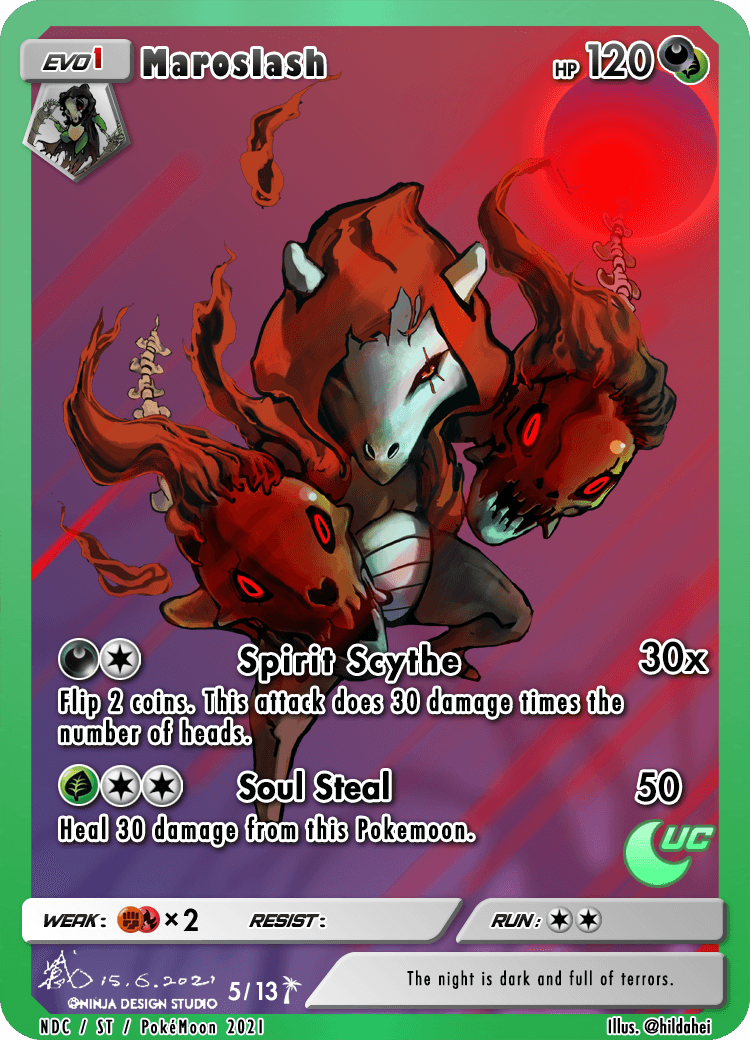 EVO1 Maroslash HP 120
Spirit Scythe 30x
Flip 2 coins. This attack does 30 damage times the
number of heads.
Soul Steal 50
Heal 30 damage from this Pokemoon.
UC
WEAK: ×2 RESIST: RUN:
15.6.2021
©NINJA DESIGN STUDIO 5/13
The night is dark and full of terrors.
NDC / ST / PokéMoon 2021 Illus. @hildahei